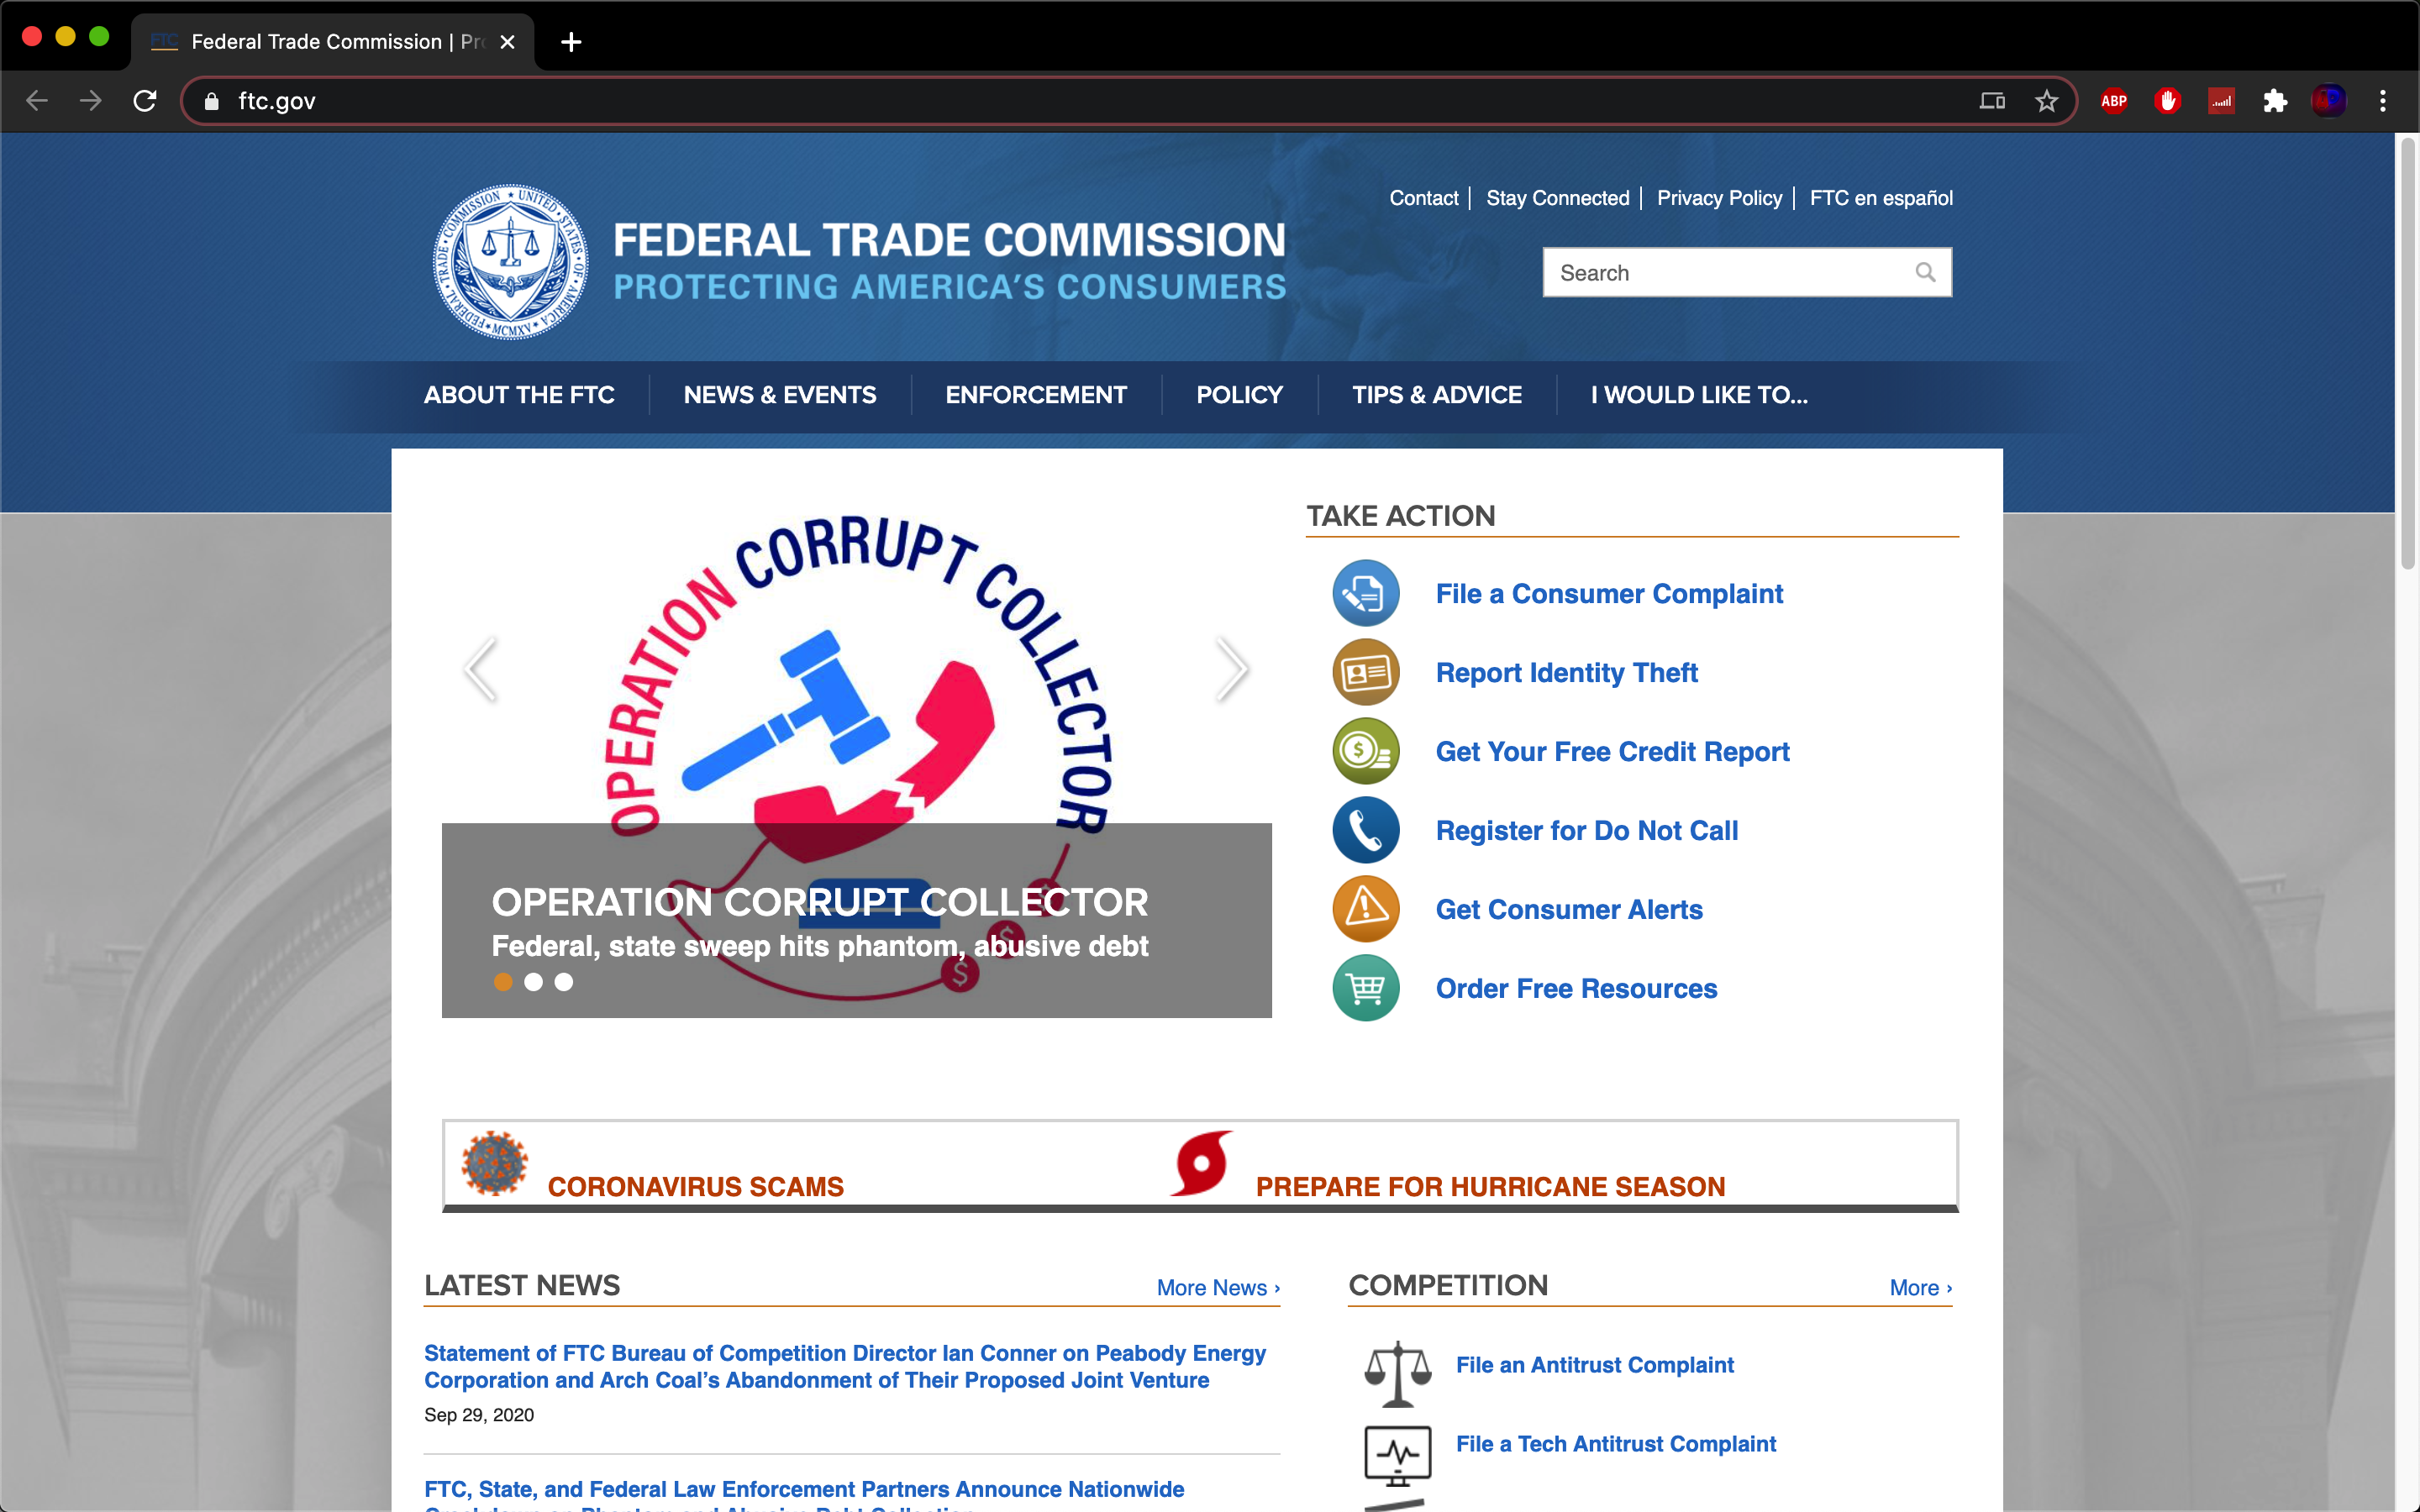 Federal Trade Commission | Pr
ftc.gov
ABP
Contact
Stay Connected
Privacy Policy
FTC en español
FEDERAL TRADE COMMISSION • UNITED STATES OF AMERICA • MCMXV
FEDERAL TRADE COMMISSION
PROTECTING AMERICA'S CONSUMERS
Search
ABOUT THE FTC
NEWS & EVENTS
ENFORCEMENT
POLICY
TIPS & ADVICE
I WOULD LIKE TO...
OPERATION CORRUPT COLLECTOR
OPERATION CORRUPT COLLECTOR
Federal, state sweep hits phantom, abusive debt
TAKE ACTION
File a Consumer Complaint
Report Identity Theft
Get Your Free Credit Report
Register for Do Not Call
Get Consumer Alerts
Order Free Resources
CORONAVIRUS SCAMS
PREPARE FOR HURRICANE SEASON
LATEST NEWS
More News ›
Statement of FTC Bureau of Competition Director Ian Conner on Peabody Energy
Corporation and Arch Coal’s Abandonment of Their Proposed Joint Venture
Sep 29, 2020
FTC, State, and Federal Law Enforcement Partners Announce Nationwide
COMPETITION
More ›
File an Antitrust Complaint
File a Tech Antitrust Complaint